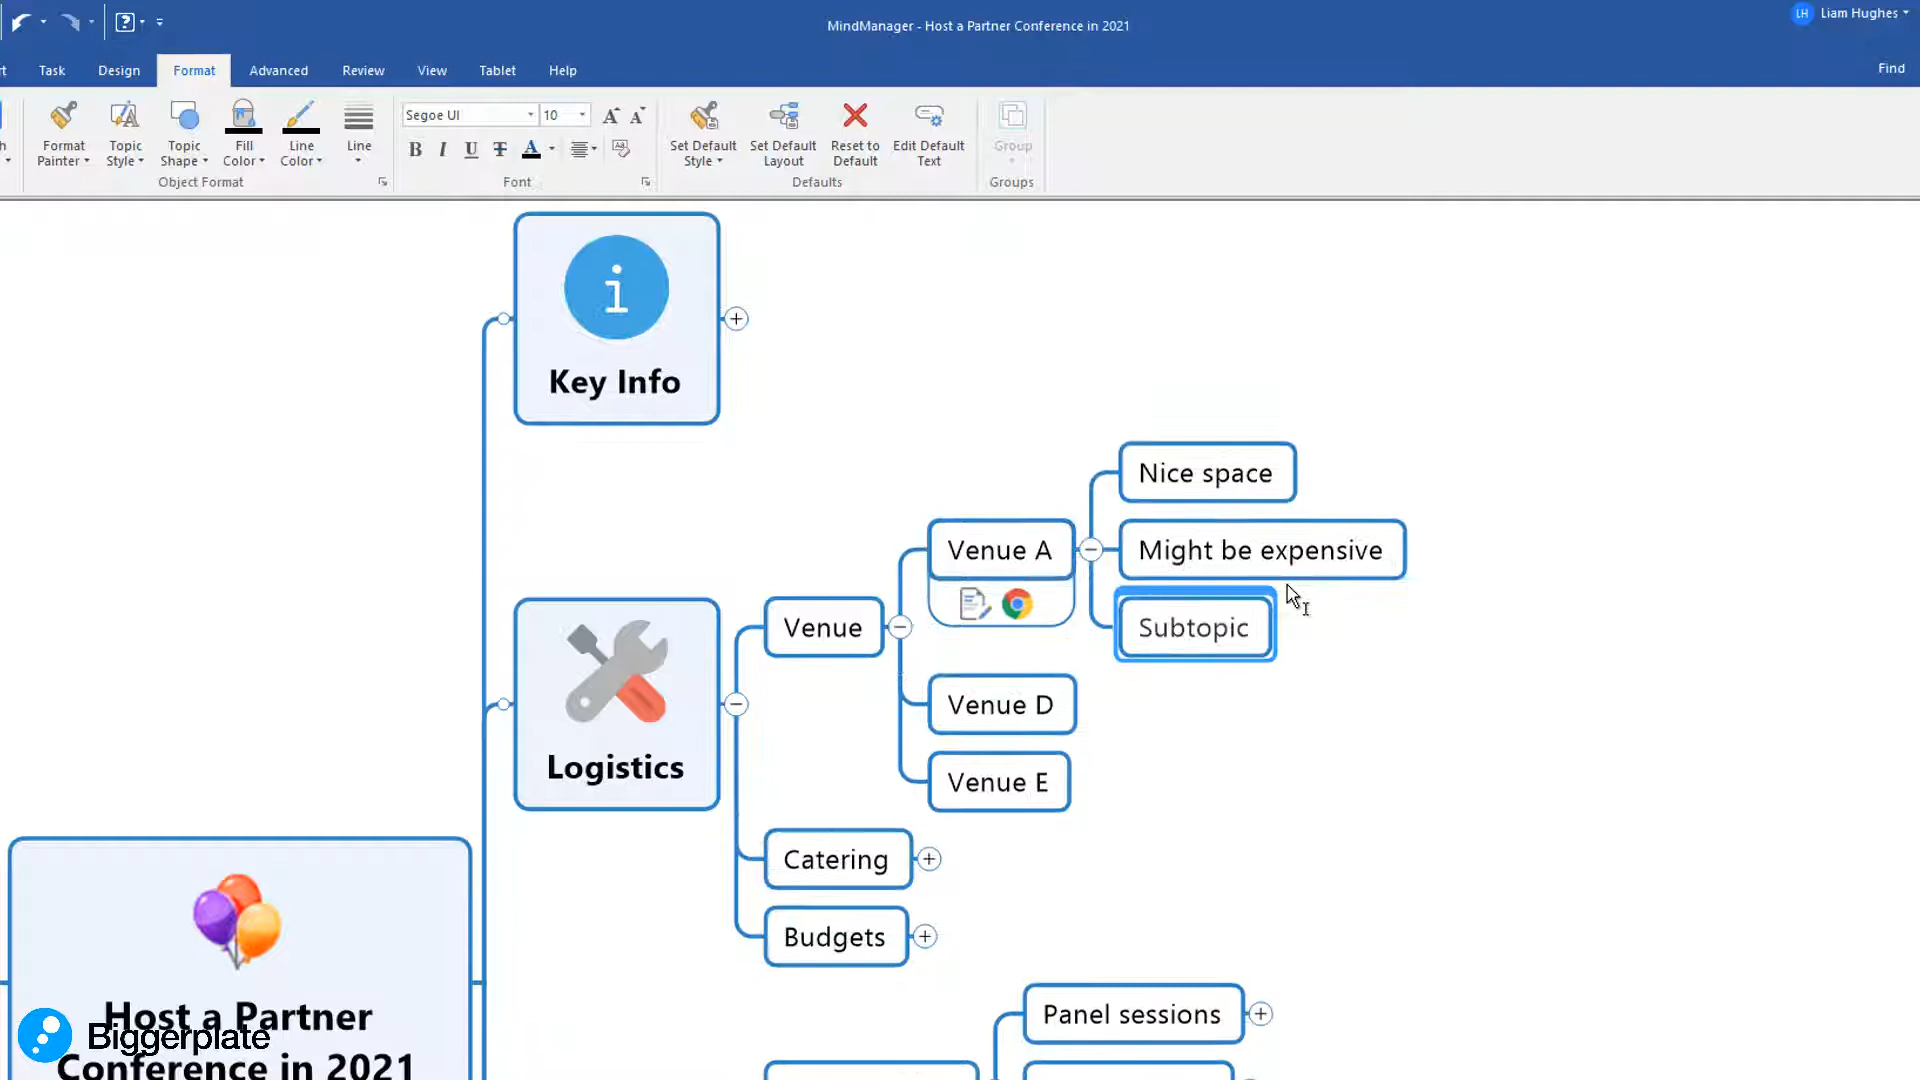 MindManager - Host a Partner Conference in 2021
LH Liam Hughes
Task
Design
Format
Advanced
Review
View
Tablet
Help
Find
Format
Painter
Topic
Style
Topic
Shape
Fill
Color
Line
Color
Line
Object Format
Segoe UI
10
B I U T A
Font
Set Default
Style
Set Default
Layout
Reset to
Default
Edit Default
Text
Defaults
Group
Groups
Key Info
Nice space
Venue A
Might be expensive
Venue
Subtopic
Venue D
Logistics
Venue E
Catering
Budgets
Panel sessions
Host a Partner
Conference in 2021
Biggerplate